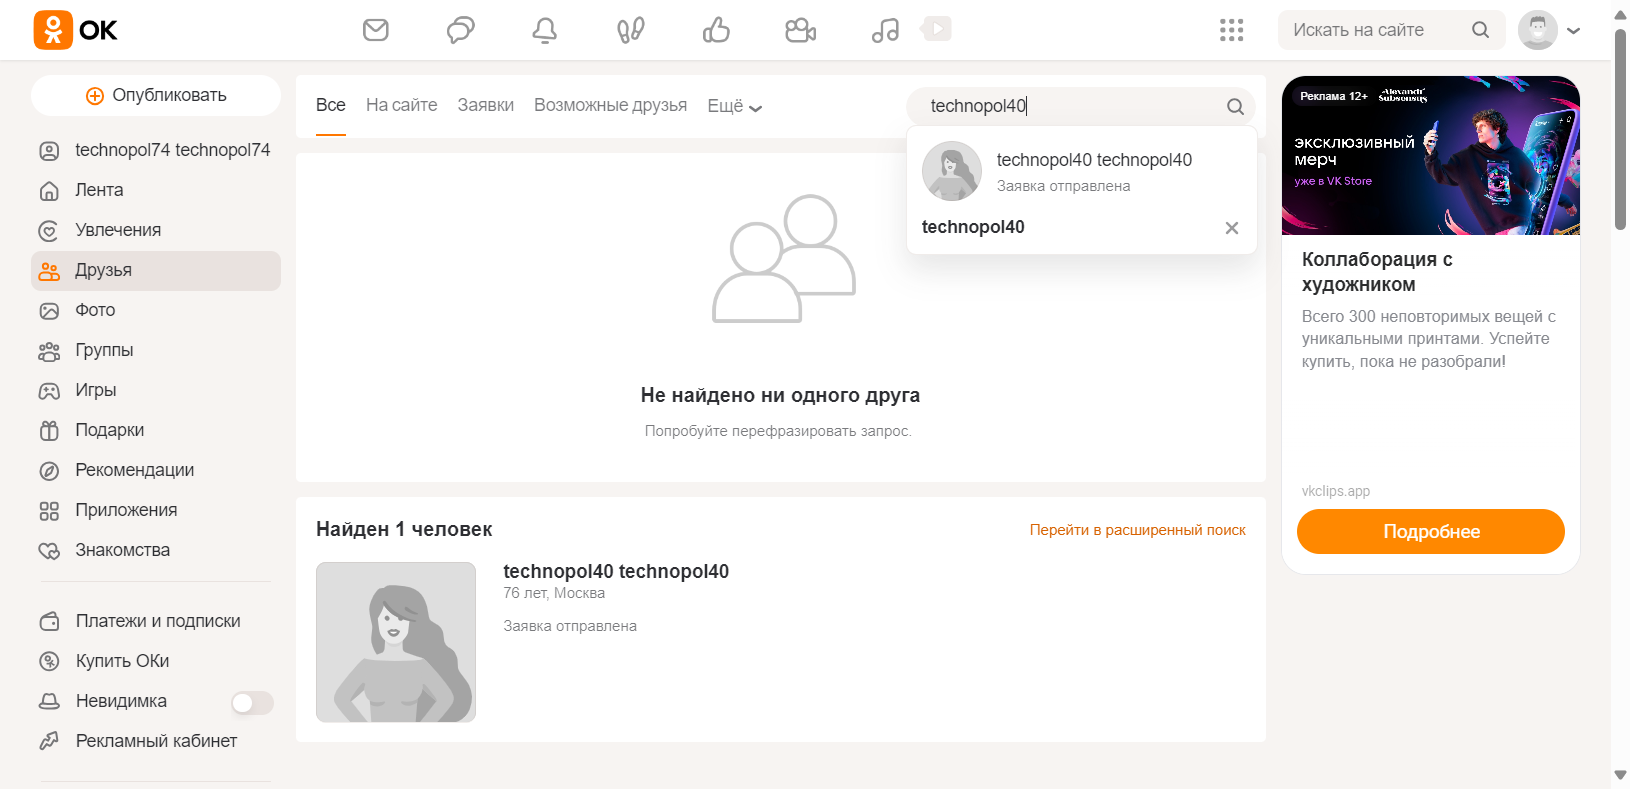 ОК
Искать на сайте
Опубликовать
technopol74 technopol74
Лента
Увлечения
Друзья
Фото
Группы
Игры
Подарки
Рекомендации
Приложения
Знакомства
Платежи и подписки
Купить ОКи
Невидимка
Рекламный кабинет
Все На сайте Заявки Возможные друзья Ещё
technopol40
technopol40 technopol40
Заявка отправлена
technopol40
Не найдено ни одного друга
Попробуйте перефразировать запрос.
Найден 1 человек
Перейти в расширенный поиск
technopol40 technopol40
76 лет, Москва
Заявка отправлена
Реклама 12+
эксклюзивный
мерч
уже в VK Store
Коллаборация с
художником
Всего 300 неповторимых вещей с
уникальными принтами. Успейте
купить, пока не разобрали!
vkclips.app
Подробнее